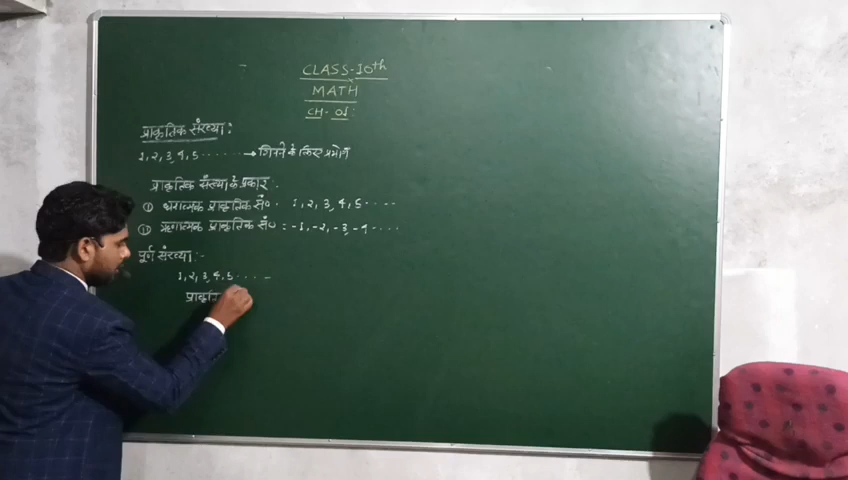 CLASS-10th
MATH
CH-01:
प्राकृतिक संख्या:
1, 2, 3, 4, 5 ....... → गिनने के लिए प्रयोग
प्राकृतिक संख्या के प्रकार:-
① धनात्मक प्राकृतिक सं० 1, 2, 3, 4, 5 ....
⑪ ऋणात्मक प्राकृतिक सं० = -1, -2, -3, -4 ....
पूर्ण संख्या:-
1, 2, 3, 4, 5 ....
प्राकृति